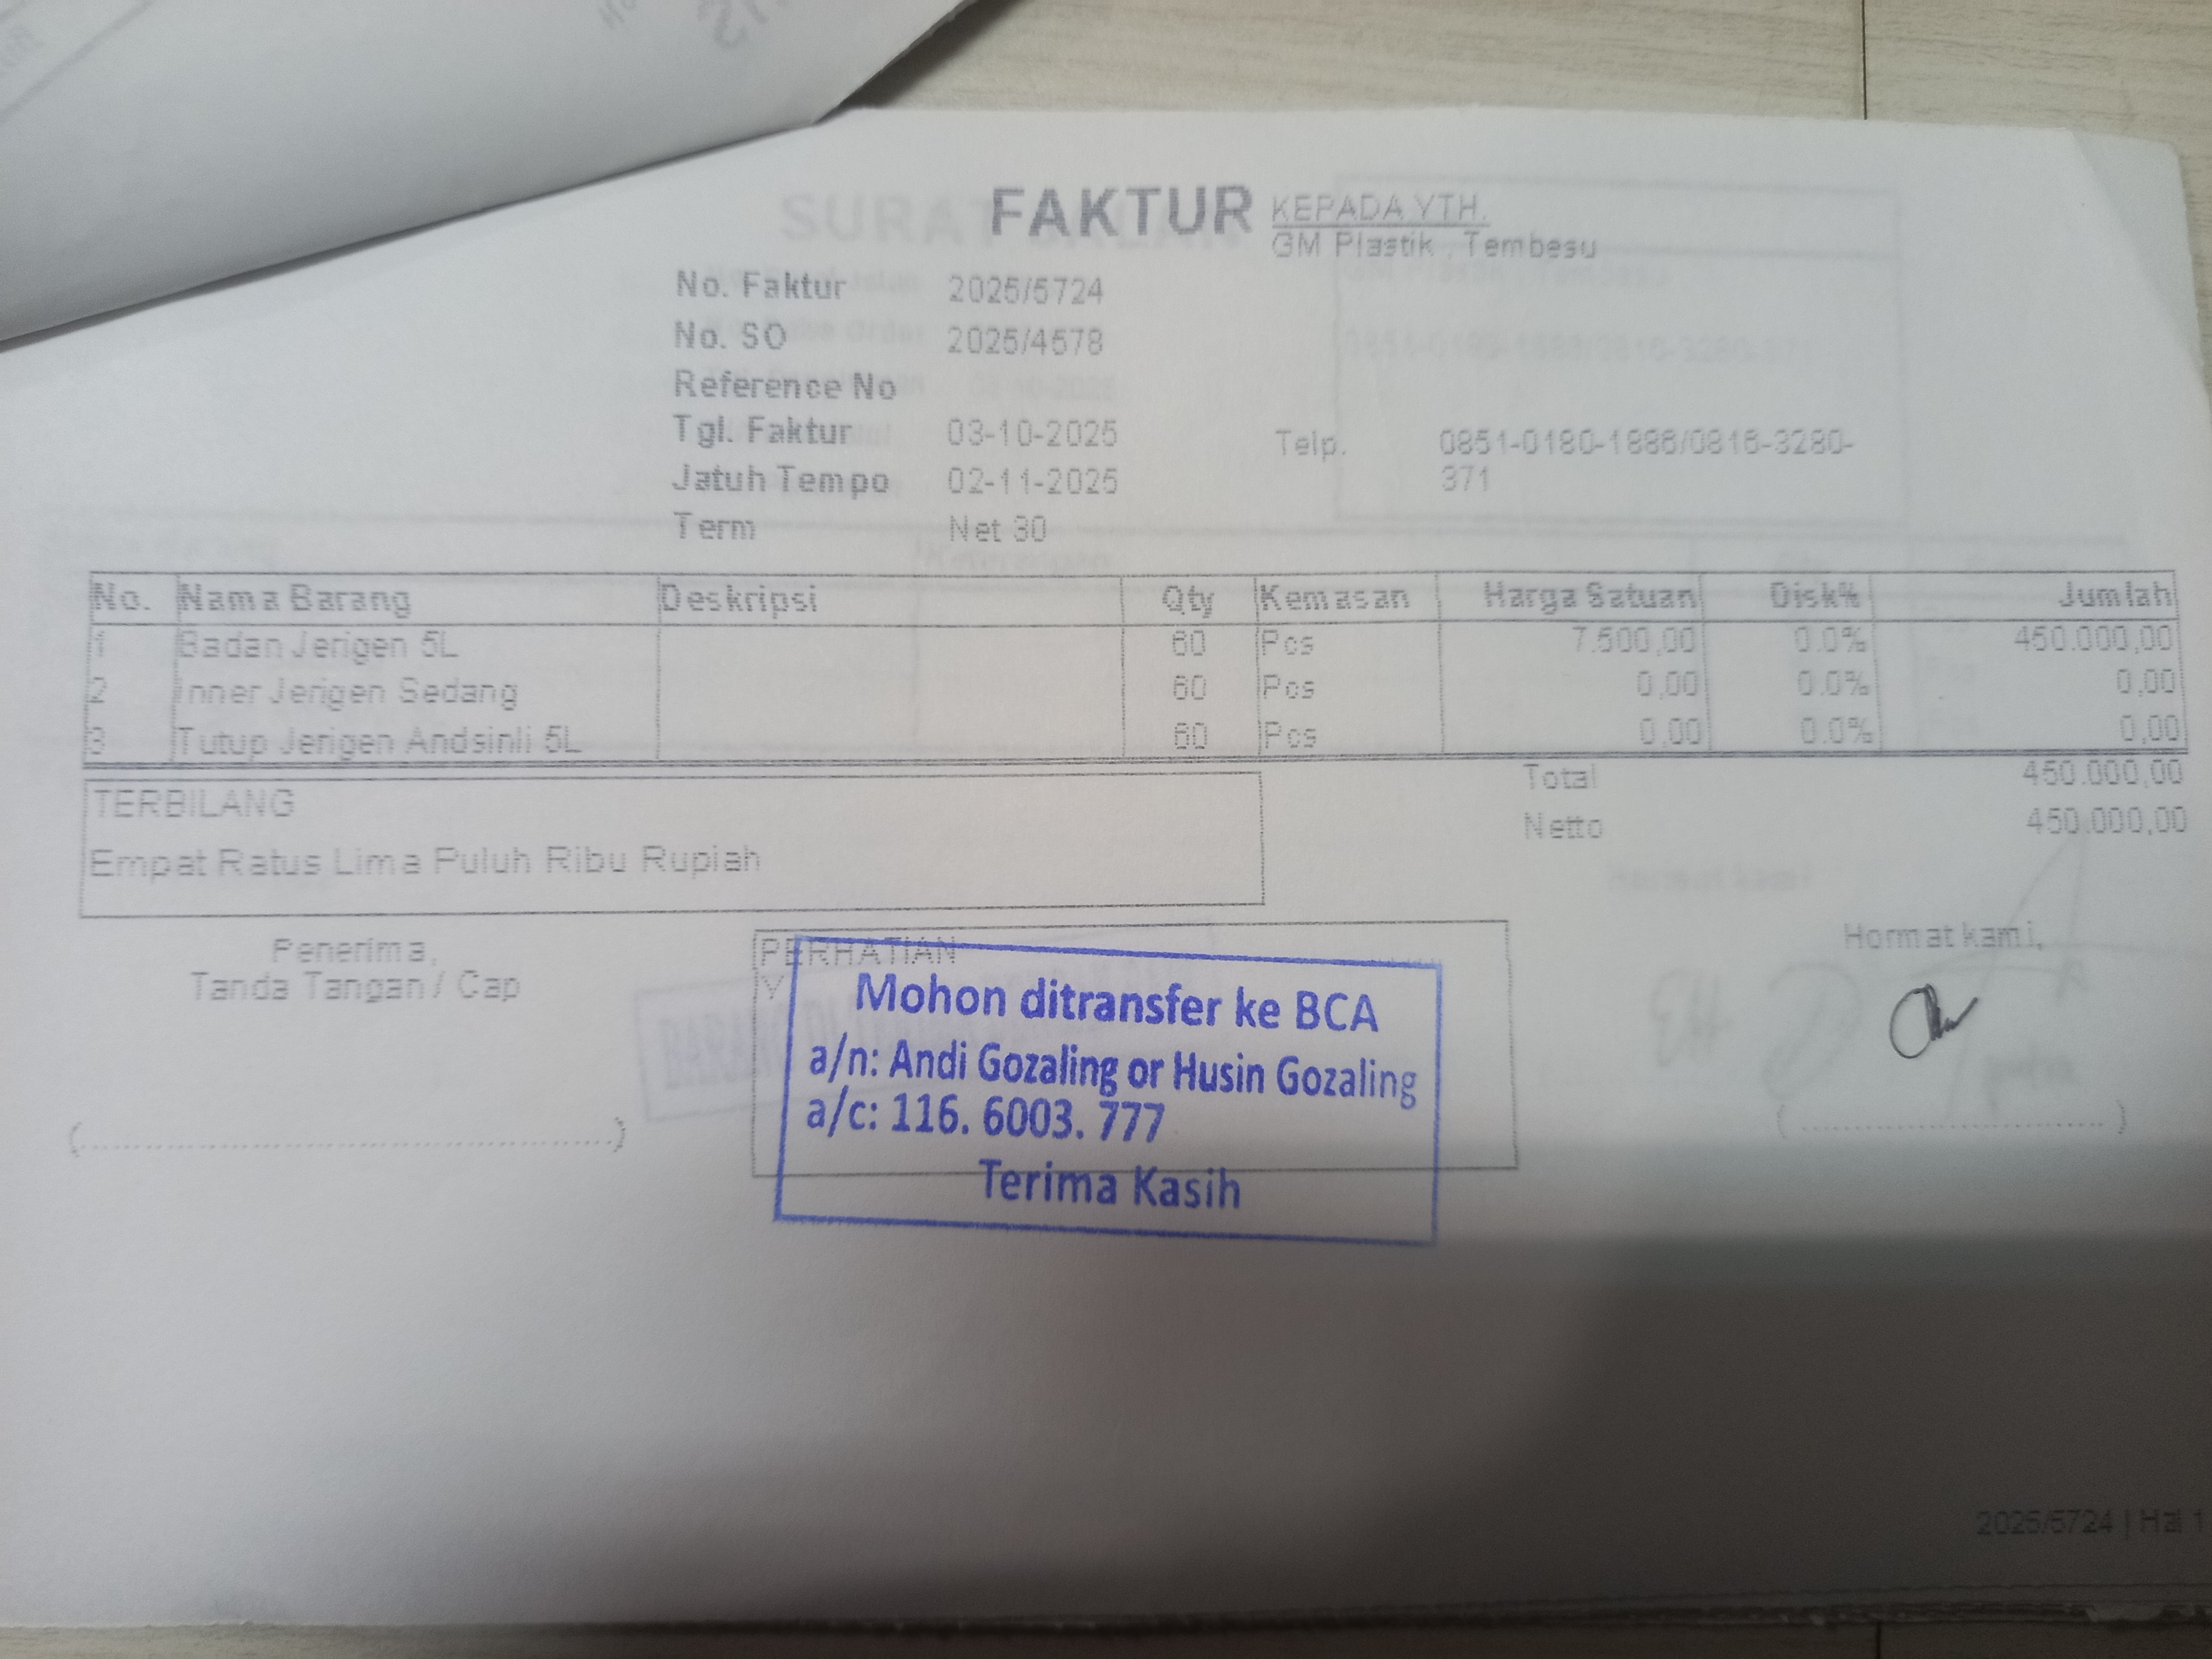 FAKTUR
KEPADA YTH.
GM Plastik , Tembesu
No. Faktur 2025/5724
No. SO 2025/4578
Reference No
Tgl. Faktur 03-10-2025
Jatuh Tempo 02-11-2025
Term Net 30
Telp. 0851-0180-1886/0816-3280-
371
No. Nama Barang Deskripsi Qty Kemasan Harga Satuan Disk% Jumlah
1 Badan Jerigen 5L 60 Pcs 7.500,00 0.0% 450.000,00
2 Inner Jerigen Sedang 60 Pcs 0,00 0.0% 0,00
3 Tutup Jerigen Andsinli 5L 60 Pcs 0,00 0.0% 0,00
Total 450.000,00
Netto 450.000,00
TERBILANG
Empat Ratus Lima Puluh Ribu Rupiah
Penerima,
Tanda Tangan / Cap
PERHATIAN
Mohon ditransfer ke BCA
a/n: Andi Gozaling or Husin Gozaling
a/c: 116. 6003. 777
Terima Kasih
Hormat kami,
2025/5724 | Hal 1